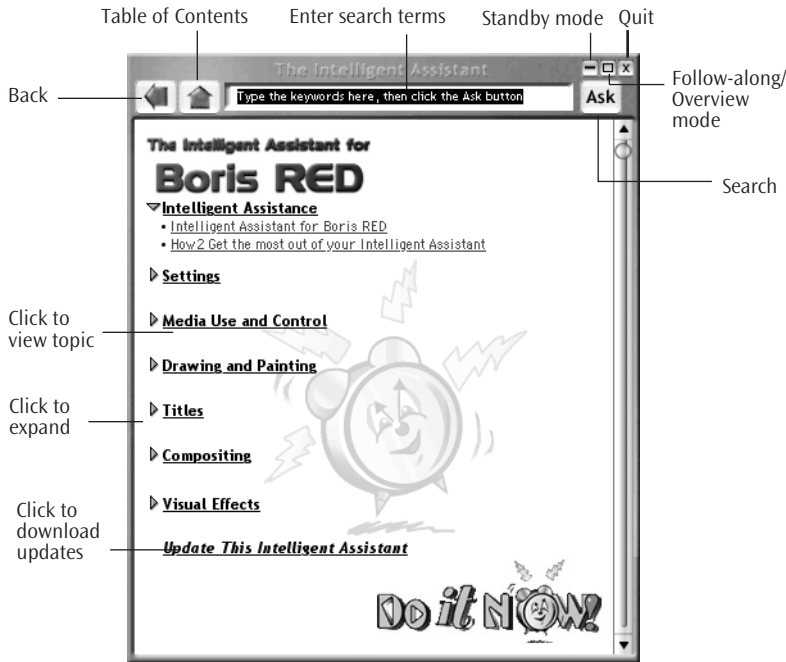 Table of Contents
Enter search terms
Standby mode
Quit
The Intelligent Assistant
Back
Type the keywords here, then click the Ask button
Ask
Follow-along/
Overview
mode
The Intelligent Assistant for
Boris RED
Search
Intelligent Assistance
• Intelligent Assistant for Boris RED
• How2 Get the most out of your Intelligent Assistant
Settings
Click to
view topic
Media Use and Control
Drawing and Painting
Click to
expand
Titles
Compositing
Visual Effects
Click to
download
updates
Update This Intelligent Assistant
Do it NOW!